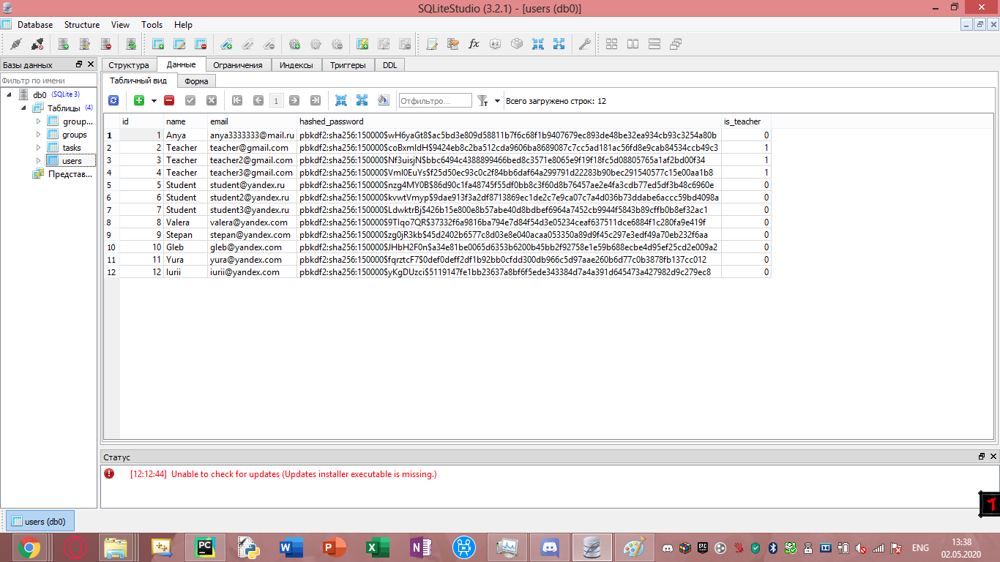 SQLiteStudio (3.2.1) - [users (db0)]
Database Structure View Tools Help
Базы данных
Структура Данные Ограничения Индексы Триггеры DDL
Фильтр по имени
Табличный вид Форма
db0 (SQLite 3)
Таблицы (4)
group...
groups
tasks
users
Представ...
1 Отфильтро... Всего загружено строк: 12
id name email hashed_password is_teacher
1 1 Anya anya3333333@mail.ru pbkdf2:sha256:150000$wH6yaGt8$ac5bd3e809d58811b7f6c68f1b9407679ec893de48be32ea934cb93c3254a80b 0
2 2 Teacher teacher@gmail.com pbkdf2:sha256:150000$coBxmIdH$9424eb8c2ba512cda9606ba8689087c7cc5ad181ac56fd8e9cab84534ccb49c3 1
3 3 Teacher teacher2@gmail.com pbkdf2:sha256:150000$Nf3uisjN$bbc6494c4388899466bed8c3571e8065e9f19f18fc5d08805765a1af2bd00f34 1
4 4 Teacher teacher3@gmail.com pbkdf2:sha256:150000$VmI0EuYs$f25d50ec93c0c2f84bb6daf64a299791d22283b90bec291540577c15e00aa1b8 1
5 5 Student student@yandex.ru pbkdf2:sha256:150000$nzg4MY0B$86d90c1fa48745f55df0bb8c3f60d8b76457ae2e4fa3cdb77ed5df3b48c6960e 0
6 6 Student student2@yandex.ru pbkdf2:sha256:150000$kvwtVmyp$9dae913f3a2df8713869ec1de2c7e9ca07c7a4d036b73ddabe6accc59bd4098a 0
7 7 Student student3@yandex.ru pbkdf2:sha256:150000$LdwktrBj$426b15e800e8b57abe40d8bdbef6964a7452cb9944f5843b89cffb0b8ef32ac1 0
8 8 Valera valera@yandex.com pbkdf2:sha256:150000$9TIqo7QR$37332f6a9816ba794e7d84f54d3e05234ceaf637511dce6884f1c280fa9e419f 0
9 9 Stepan stepan@yandex.com pbkdf2:sha256:150000$zg0jR3kb$45d2402b6577c8d03e8e040acaa053350a89d9f45c297e3edf49a70eb232f6aa 0
10 10 Gleb gleb@yandex.com pbkdf2:sha256:150000$JHbH2F0n$a34e81be0065d6353b6200b45bb2f92758e1e59b688ecbe4d95ef25cd2e009a2 0
11 11 Yura yura@yandex.com pbkdf2:sha256:150000$fqrztcF7$0def0deff2df1b92bb0cfdd300db966c5d97aae260b6d77c0b3878fb137cc012 0
12 12 Iurii iurii@yandex.com pbkdf2:sha256:150000$yKgDUzci$5119147fe1bb23637a8bf6f5ede343384d7a4a391d645473a427982d9c279ec8 0
Статус
[12:12:44] Unable to check for updates (Updates installer executable is missing.)
users (db0)
ENG
13:38
02.05.2020